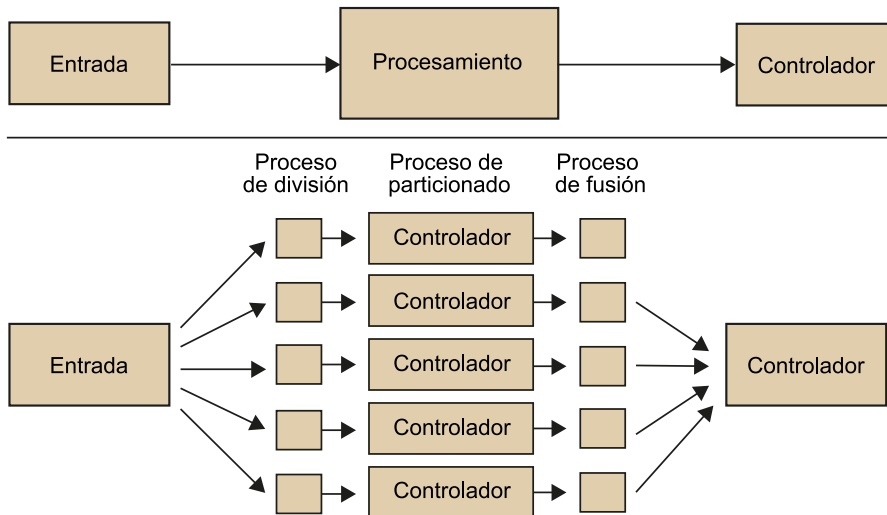 Entrada
Procesamiento
Controlador
Proceso
de división
Proceso de
particionado
Proceso
de fusión
Controlador
Controlador
Entrada
Controlador
Controlador
Controlador
Controlador